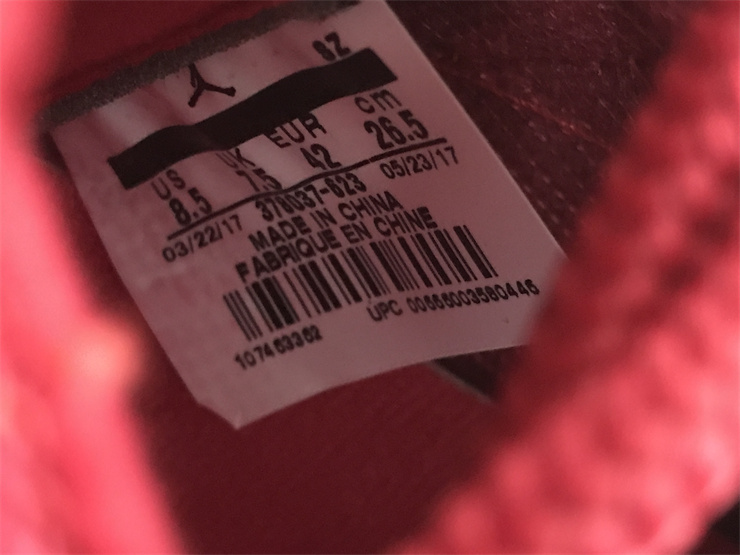 SZ
US UK EUR cm
8.5 7.5 42 26.5
03/22/17 378037-623 05/23/17
MADE IN CHINA
FABRIQUE EN CHINE
107463362 UPC 00666003580446